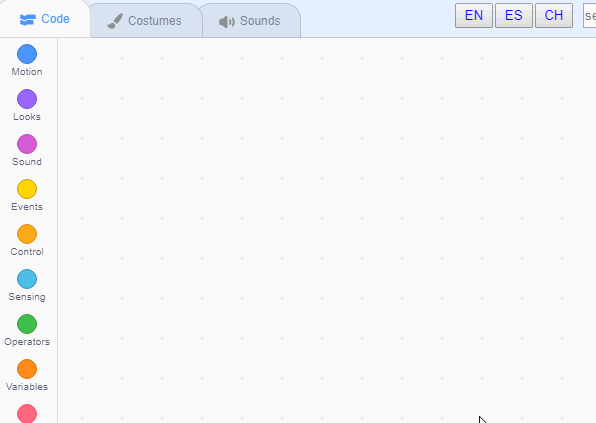 Code
Costumes
Sounds
EN
ES
CH
se
Motion
Looks
Sound
Events
Control
Sensing
Operators
Variables